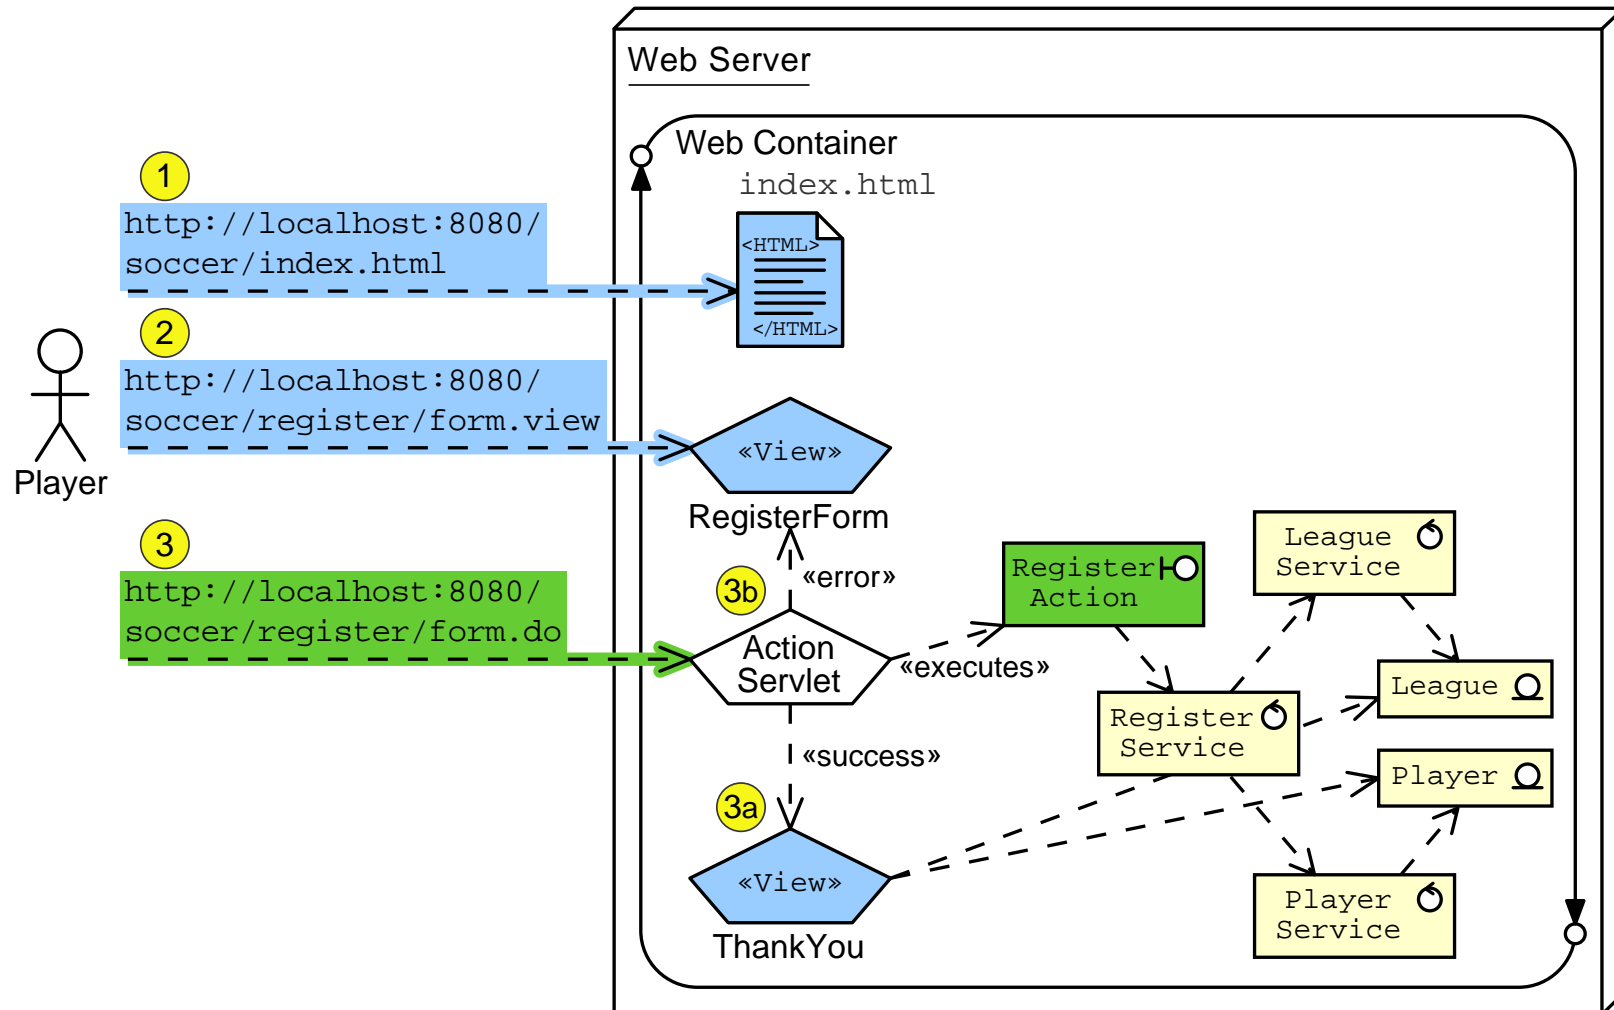 Web Server
Web Container
index.html
<HTML>
</HTML>
1
http://localhost:8080/
soccer/index.html
2
http://localhost:8080/
soccer/register/form.view
Player
«View»
RegisterForm
3
http://localhost:8080/
soccer/register/form.do
3b
«error»
Action
Servlet
«executes»
Register
Action
League
Service
League
Register
Service
Player
«success»
3a
«View»
ThankYou
Player
Service